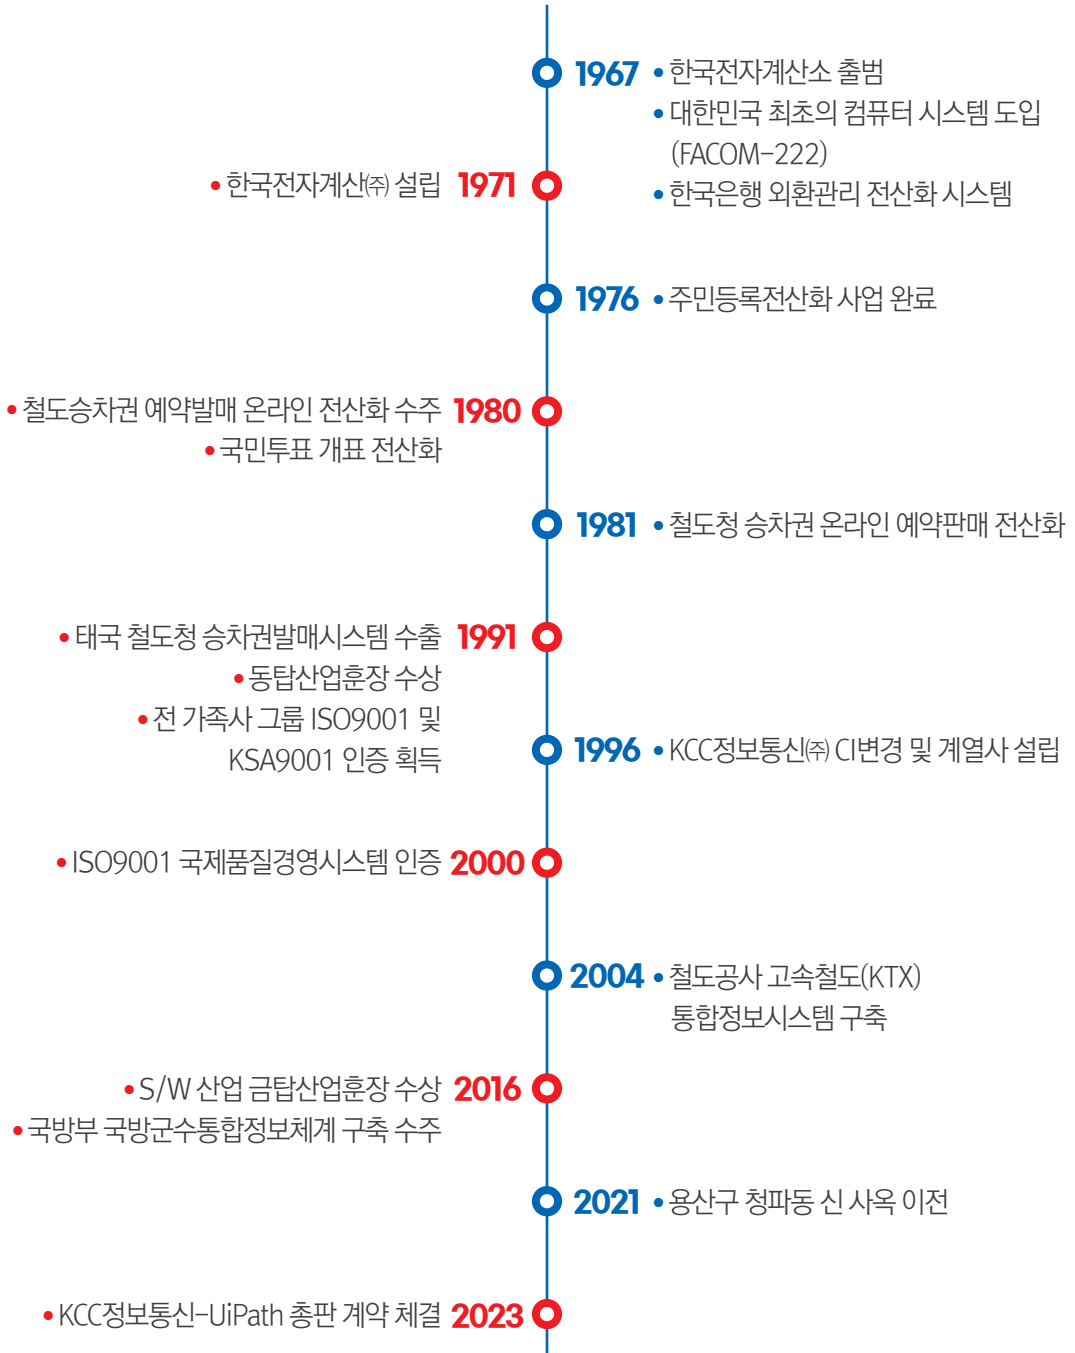 1967 • 한국전자계산소 출범
• 대한민국 최초의 컴퓨터 시스템 도입
(FACOM-222)
• 한국은행 외환관리 전산화 시스템
• 한국전자계산㈜ 설립 1971
1976 • 주민등록전산화 사업 완료
• 철도승차권 예약발매 온라인 전산화 수주 1980
• 국민투표 개표 전산화
1981 • 철도청 승차권 온라인 예약판매 전산화
• 태국 철도청 승차권발매시스템 수출 1991
• 동탑산업훈장 수상
• 전 가족사 그룹 ISO9001 및
KSA9001 인증 획득
1996 • KCC정보통신㈜ CI변경 및 계열사 설립
• ISO9001 국제품질경영시스템 인증 2000
2004 • 철도공사 고속철도(KTX)
통합정보시스템 구축
• S/W 산업 금탑산업훈장 수상 2016
• 국방부 국방군수통합정보체계 구축 수주
2021 • 용산구 청파동 신 사옥 이전
• KCC정보통신-UiPath 총판 계약 체결 2023